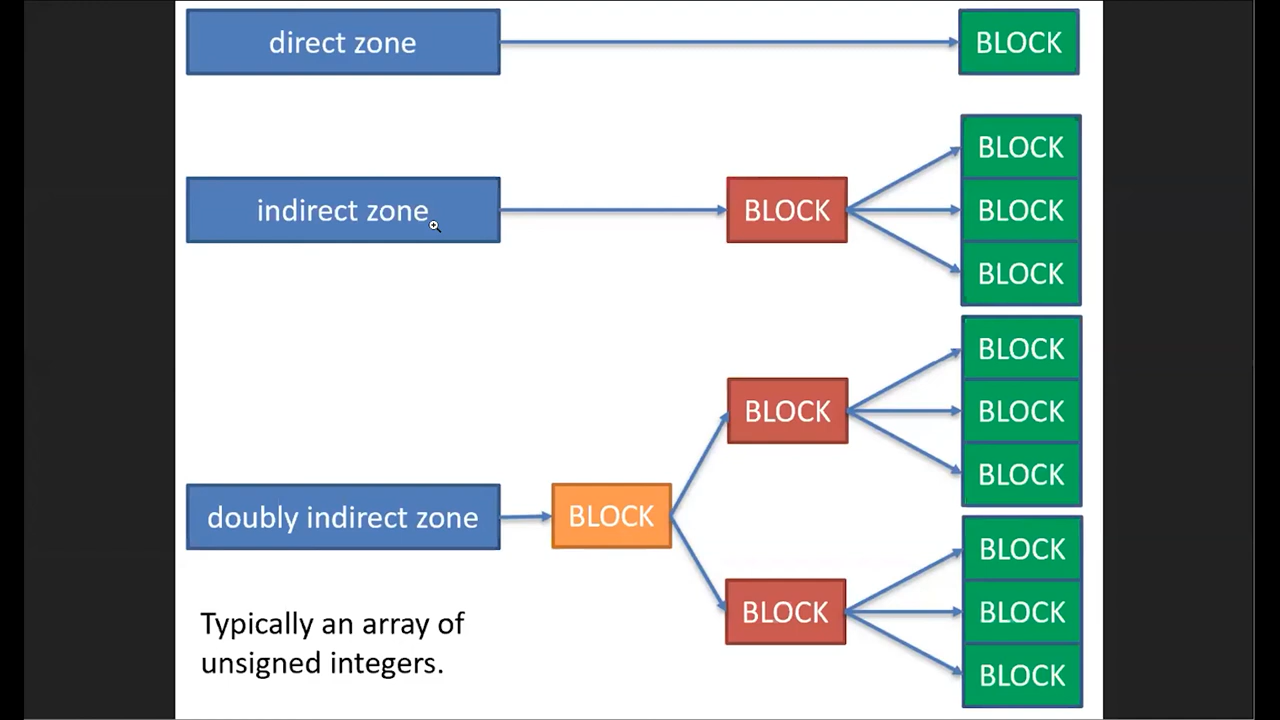 direct zone
BLOCK
BLOCK
indirect zone
BLOCK
BLOCK
BLOCK
BLOCK
BLOCK
BLOCK
BLOCK
doubly indirect zone
BLOCK
BLOCK
BLOCK
BLOCK
BLOCK
BLOCK
Typically an array of
unsigned integers.